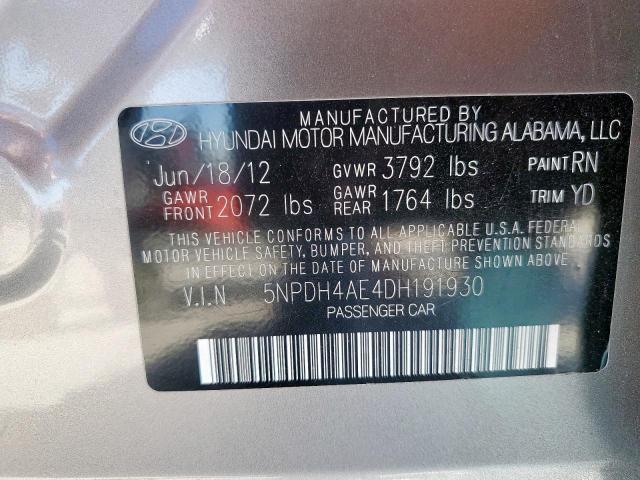 MANUFACTURED BY
HYUNDAI MOTOR MANUFACTURING ALABAMA, LLC
Jun/18/12 GVWR 3792 lbs PAINT RN
GAWR FRONT 2072 lbs GAWR REAR 1764 lbs TRIM YD
THIS VEHICLE CONFORMS TO ALL APPLICABLE U.S.A. FEDERAL
MOTOR VEHICLE SAFETY, BUMPER, AND THEFT PREVENTION STANDARDS
IN EFFECT ON THE DATE OF MANUFACTURE SHOWN ABOVE.
V.I.N 5NPDH4AE4DH191930
PASSENGER CAR